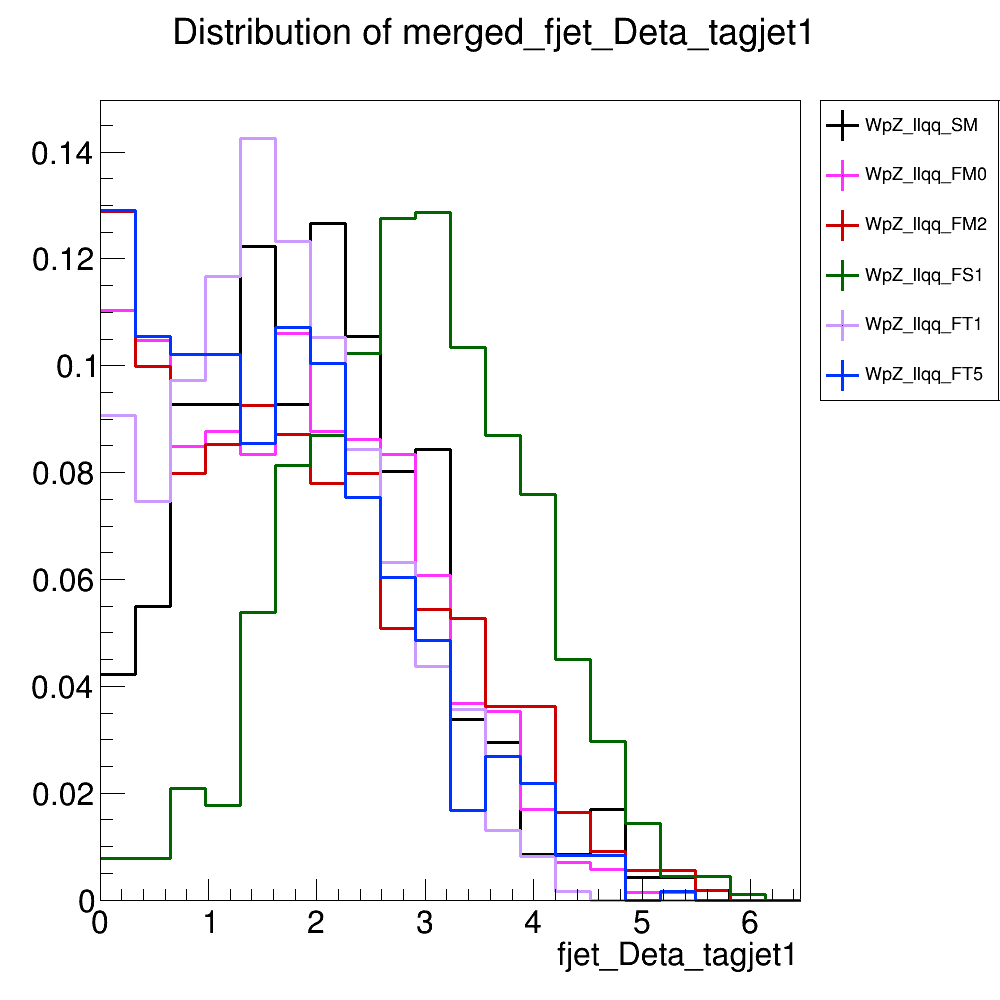 Distribution of merged_fjet_Deta_tagjet1
WpZ_llqq_SM
WpZ_llqq_FM0
WpZ_llqq_FM2
WpZ_llqq_FS1
WpZ_llqq_FT1
WpZ_llqq_FT5
0.14
0.12
0.1
0.08
0.06
0.04
0.02
0
0 1 2 3 4 5 6
fjet_Deta_tagjet1